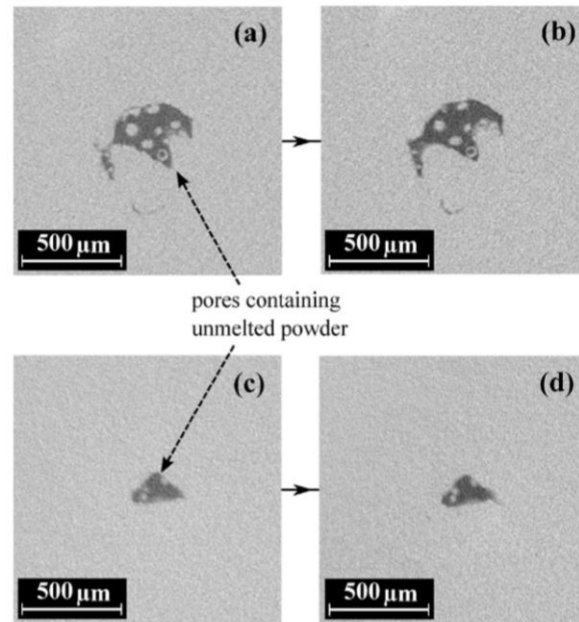 (a)
(b)
500 µm
500 µm
pores containing
unmelted powder
(c)
(d)
500 µm
500 µm